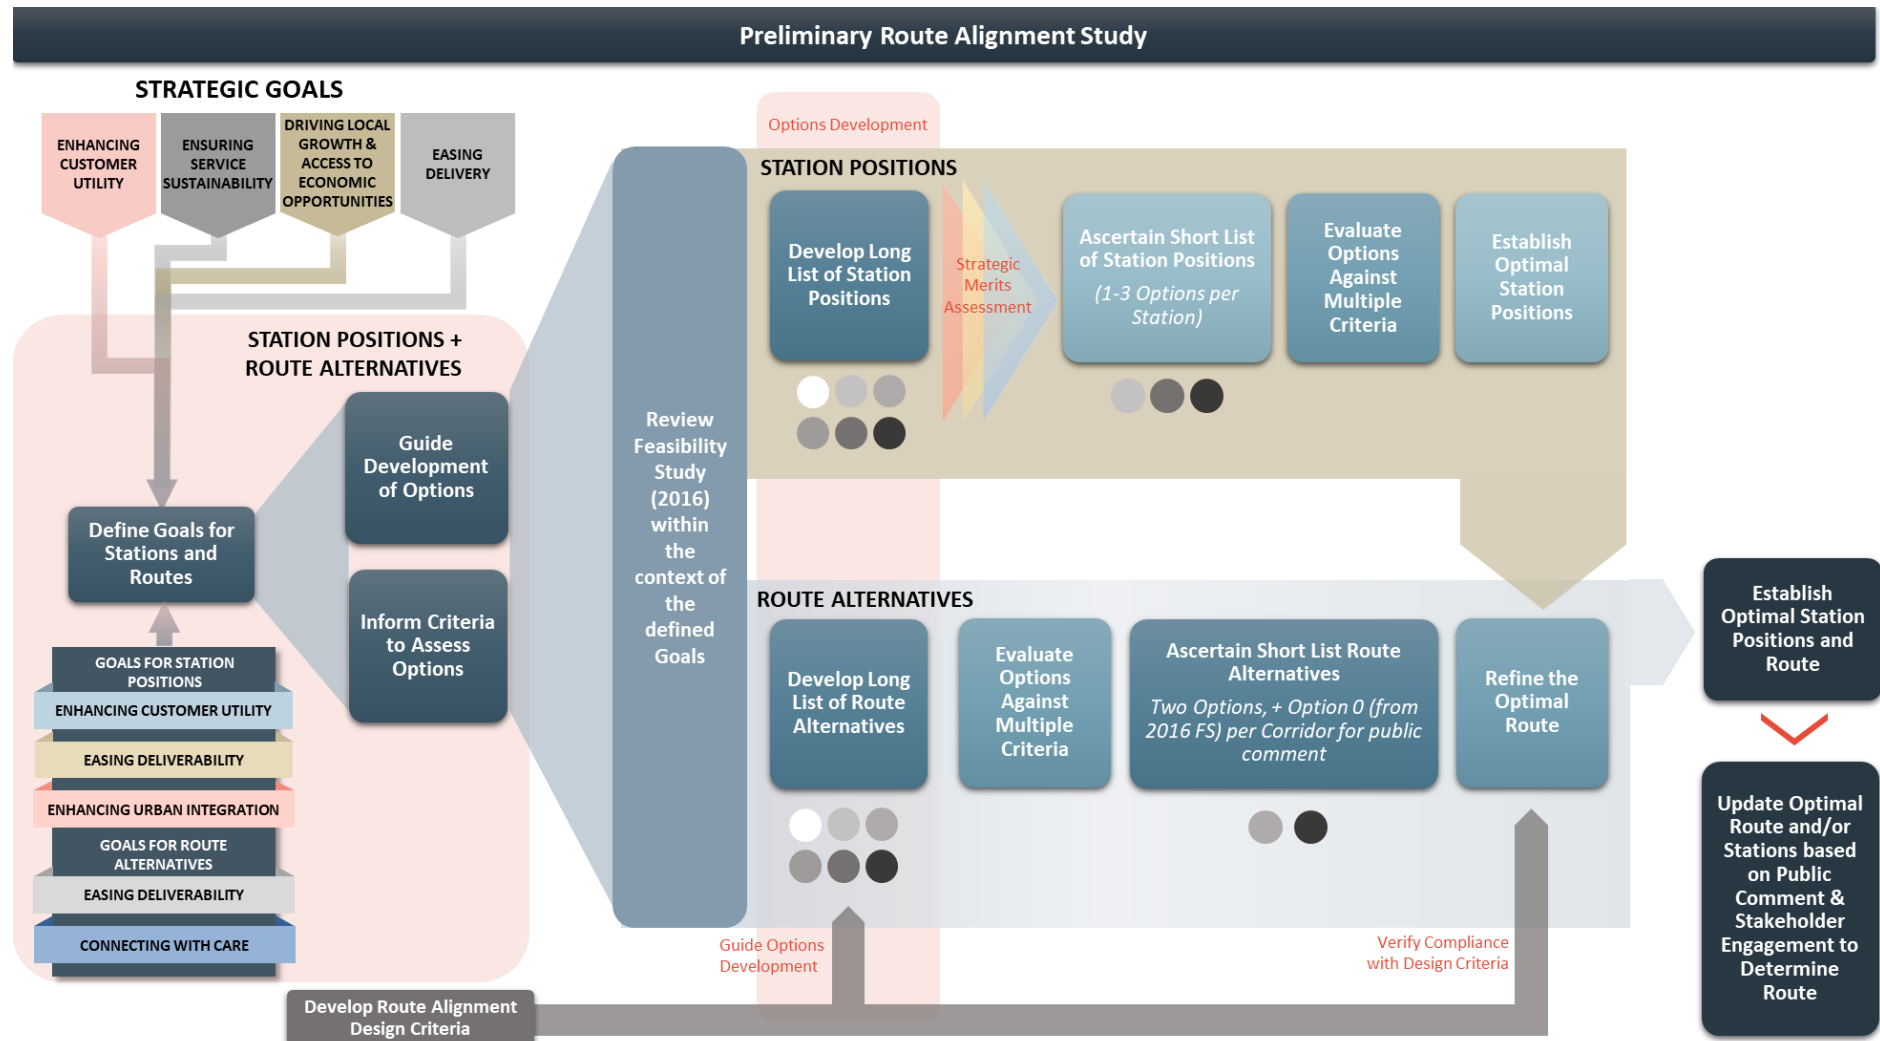 Preliminary Route Alignment Study
STRATEGIC GOALS
ENHANCING
CUSTOMER
UTILITY
ENSURING
SERVICE
SUSTAINABILITY
DRIVING LOCAL
GROWTH &
ACCESS TO
ECONOMIC
OPPORTUNITIES
EASING
DELIVERY
STATION POSITIONS +
ROUTE ALTERNATIVES
Define Goals for
Stations and
Routes
Guide
Development
of Options
Inform Criteria
to Assess
Options
GOALS FOR STATION
POSITIONS
ENHANCING CUSTOMER UTILITY
EASING DELIVERABILITY
ENHANCING URBAN INTEGRATION
GOALS FOR ROUTE
ALTERNATIVES
EASING DELIVERABILITY
CONNECTING WITH CARE
Review
Feasibility
Study
(2016)
within
the
context of
the
defined
Goals
Options Development
STATION POSITIONS
Develop Long
List of Station
Positions
Strategic
Merits
Assessment
Ascertain Short List
of Station Positions
(1-3 Options per
Station)
Evaluate
Options
Against
Multiple
Criteria
Establish
Optimal
Station
Positions
ROUTE ALTERNATIVES
Develop Long
List of Route
Alternatives
Evaluate
Options
Against
Multiple
Criteria
Ascertain Short List Route
Alternatives
Two Options, + Option 0 (from
2016 FS) per Corridor for public
comment
Refine the
Optimal
Route
Guide Options
Development
Verify Compliance
with Design Criteria
Develop Route Alignment
Design Criteria
Establish
Optimal Station
Positions and
Route
Update Optimal
Route and/or
Stations based
on Public
Comment &
Stakeholder
Engagement to
Determine
Route